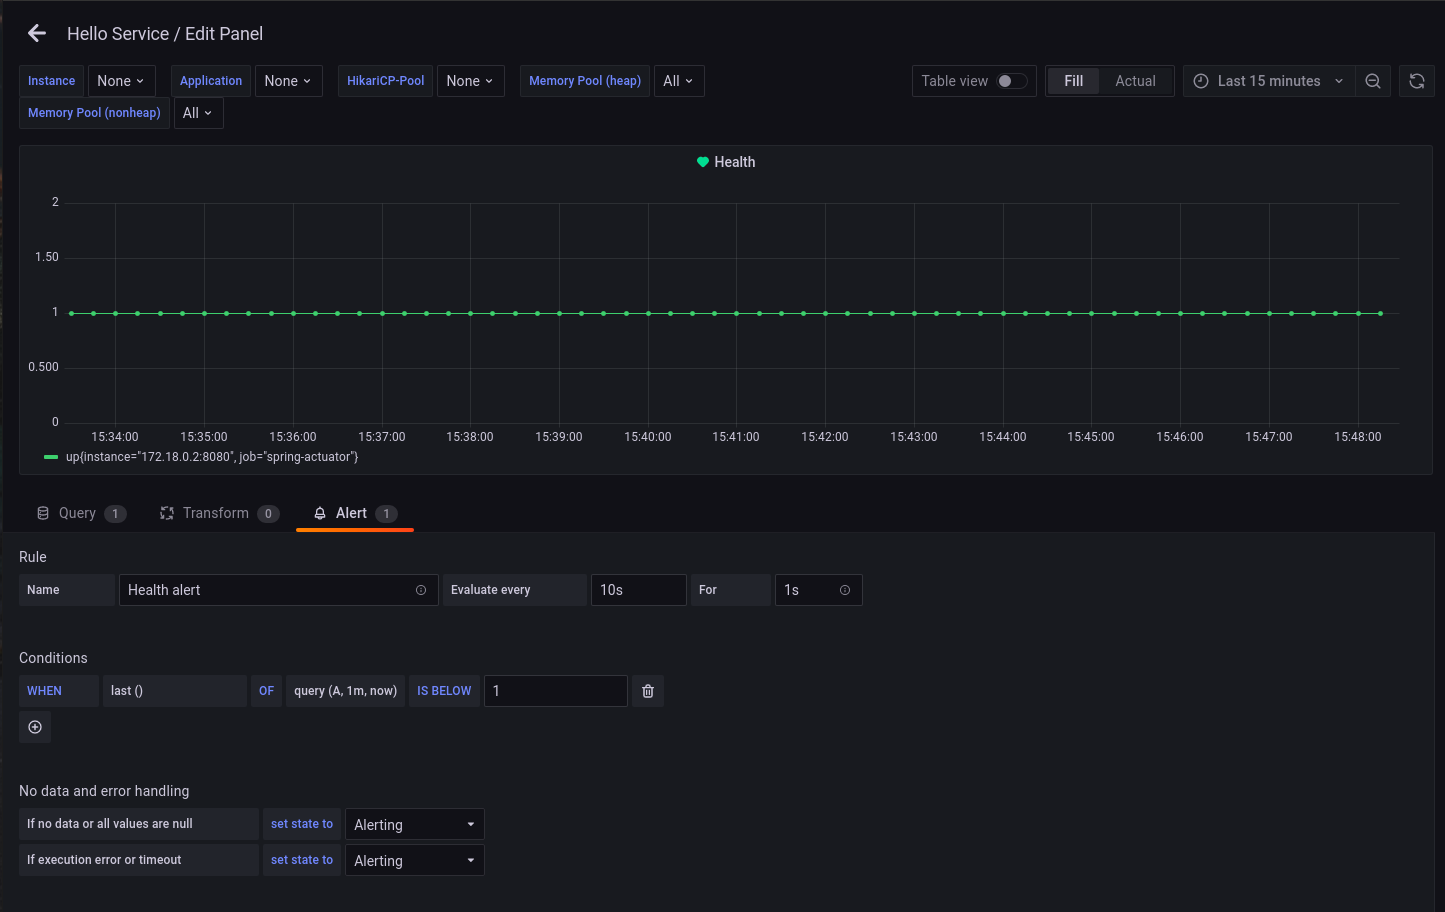 Hello Service / Edit Panel
Instance None Application None HikariCP-Pool None Memory Pool (heap) All Table view Fill Actual Last 15 minutes
Memory Pool (nonheap) All
Health
2
1.50
1
0.500
0
15:34:00 15:35:00 15:36:00 15:37:00 15:38:00 15:39:00 15:40:00 15:41:00 15:42:00 15:43:00 15:44:00 15:45:00 15:46:00 15:47:00 15:48:00
up{instance="172.18.0.2:8080", job="spring-actuator"}
Query 1 Transform 0 Alert 1
Rule
Name Health alert Evaluate every 10s For 1s
Conditions
WHEN last () OF query (A, 1m, now) IS BELOW 1
No data and error handling
If no data or all values are null set state to Alerting
If execution error or timeout set state to Alerting